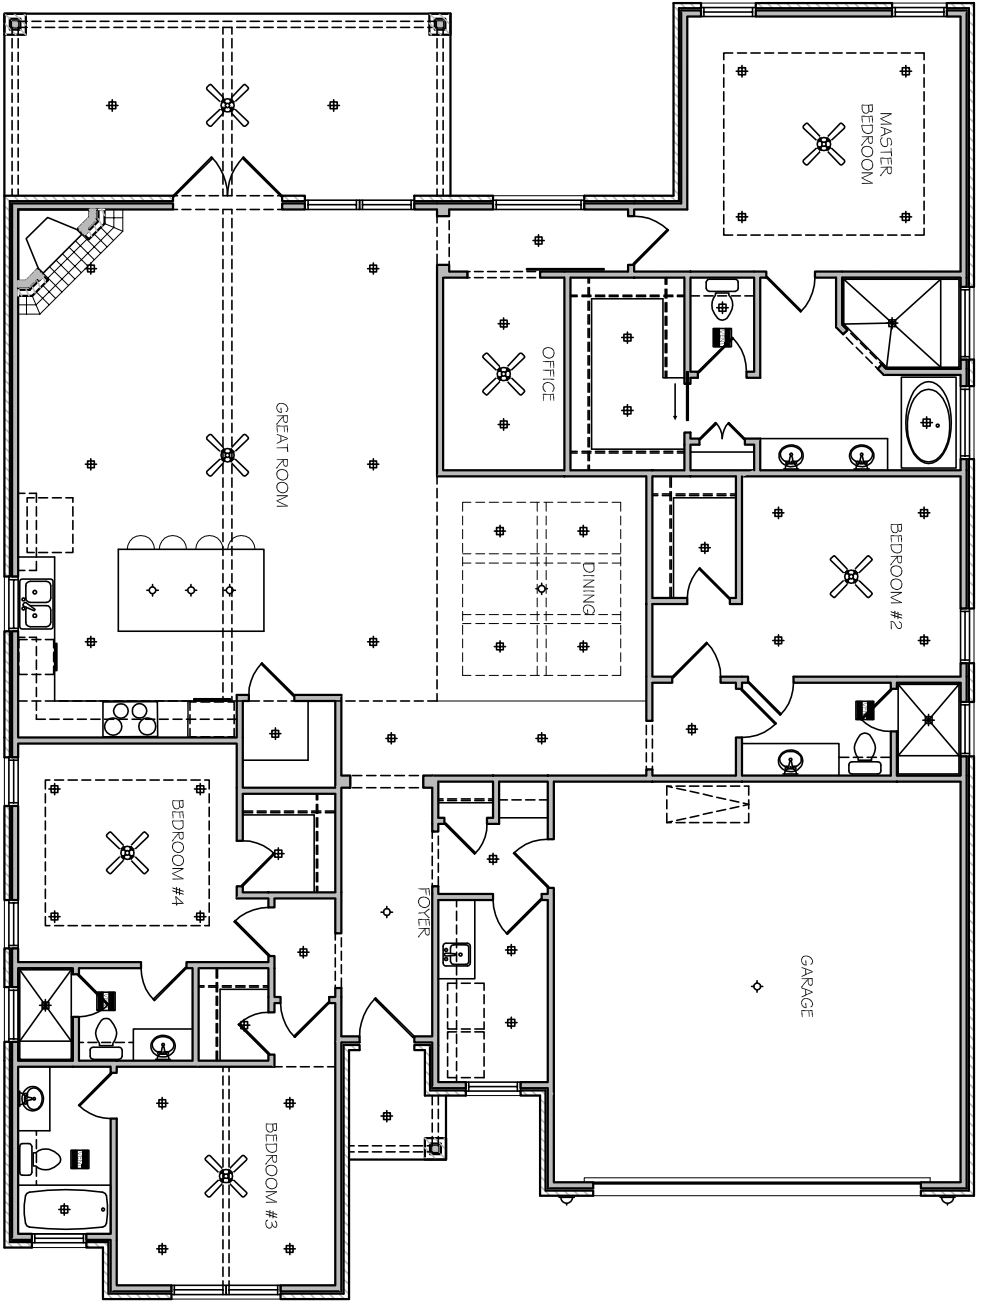 MASTER
BEDROOM
OFFICE
GREAT ROOM
DINING
BEDROOM #2
BEDROOM #4
FOYER
GARAGE
BEDROOM #3